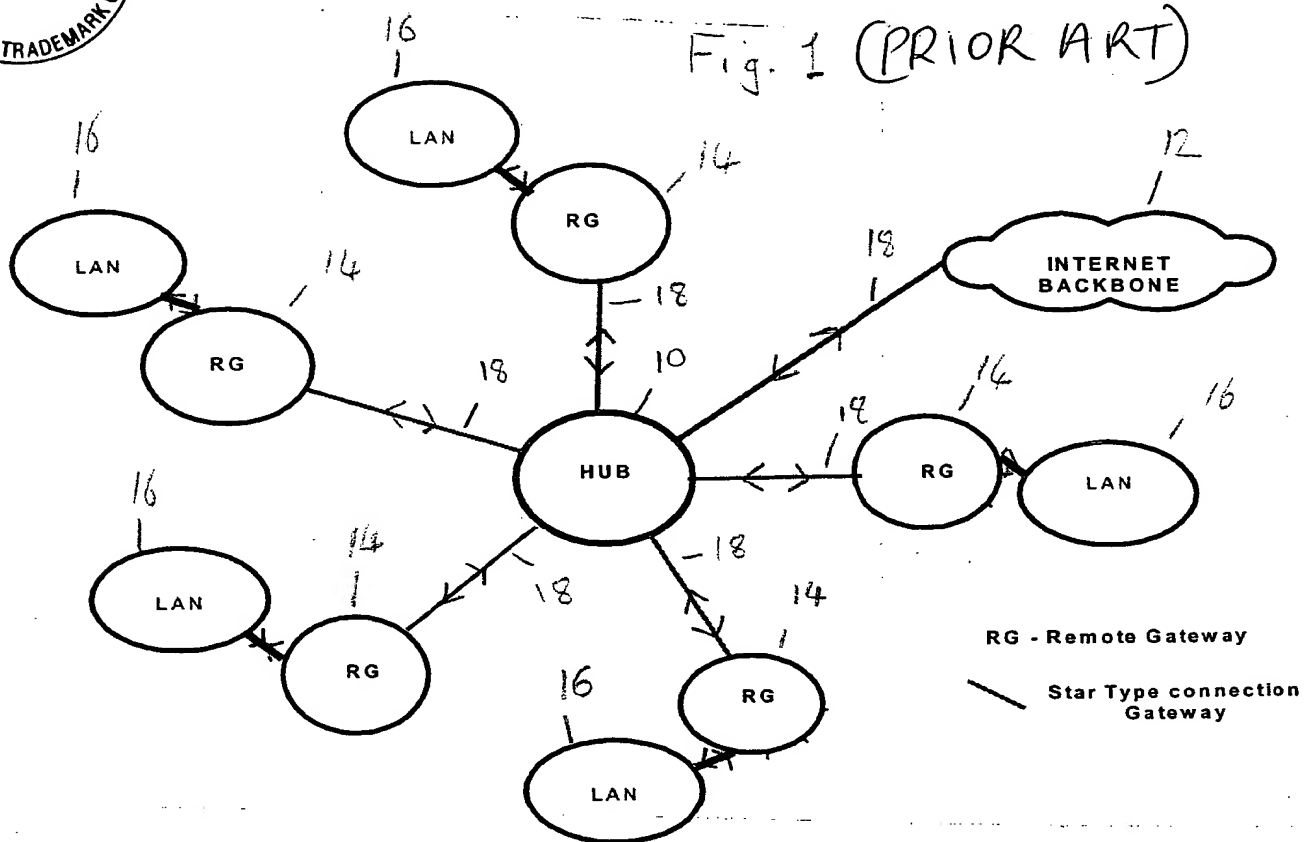 TRADEMARK
Fig. 1 (PRIOR ART)
16
LAN
14
RG
18
16
LAN
14
RG
18
12
INTERNET
BACKBONE
18
10
HUB
14
RG
18
16
LAN
16
LAN
14
RG
18
18
14
RG
16
LAN
RG - Remote Gateway
Star Type connection
Gateway